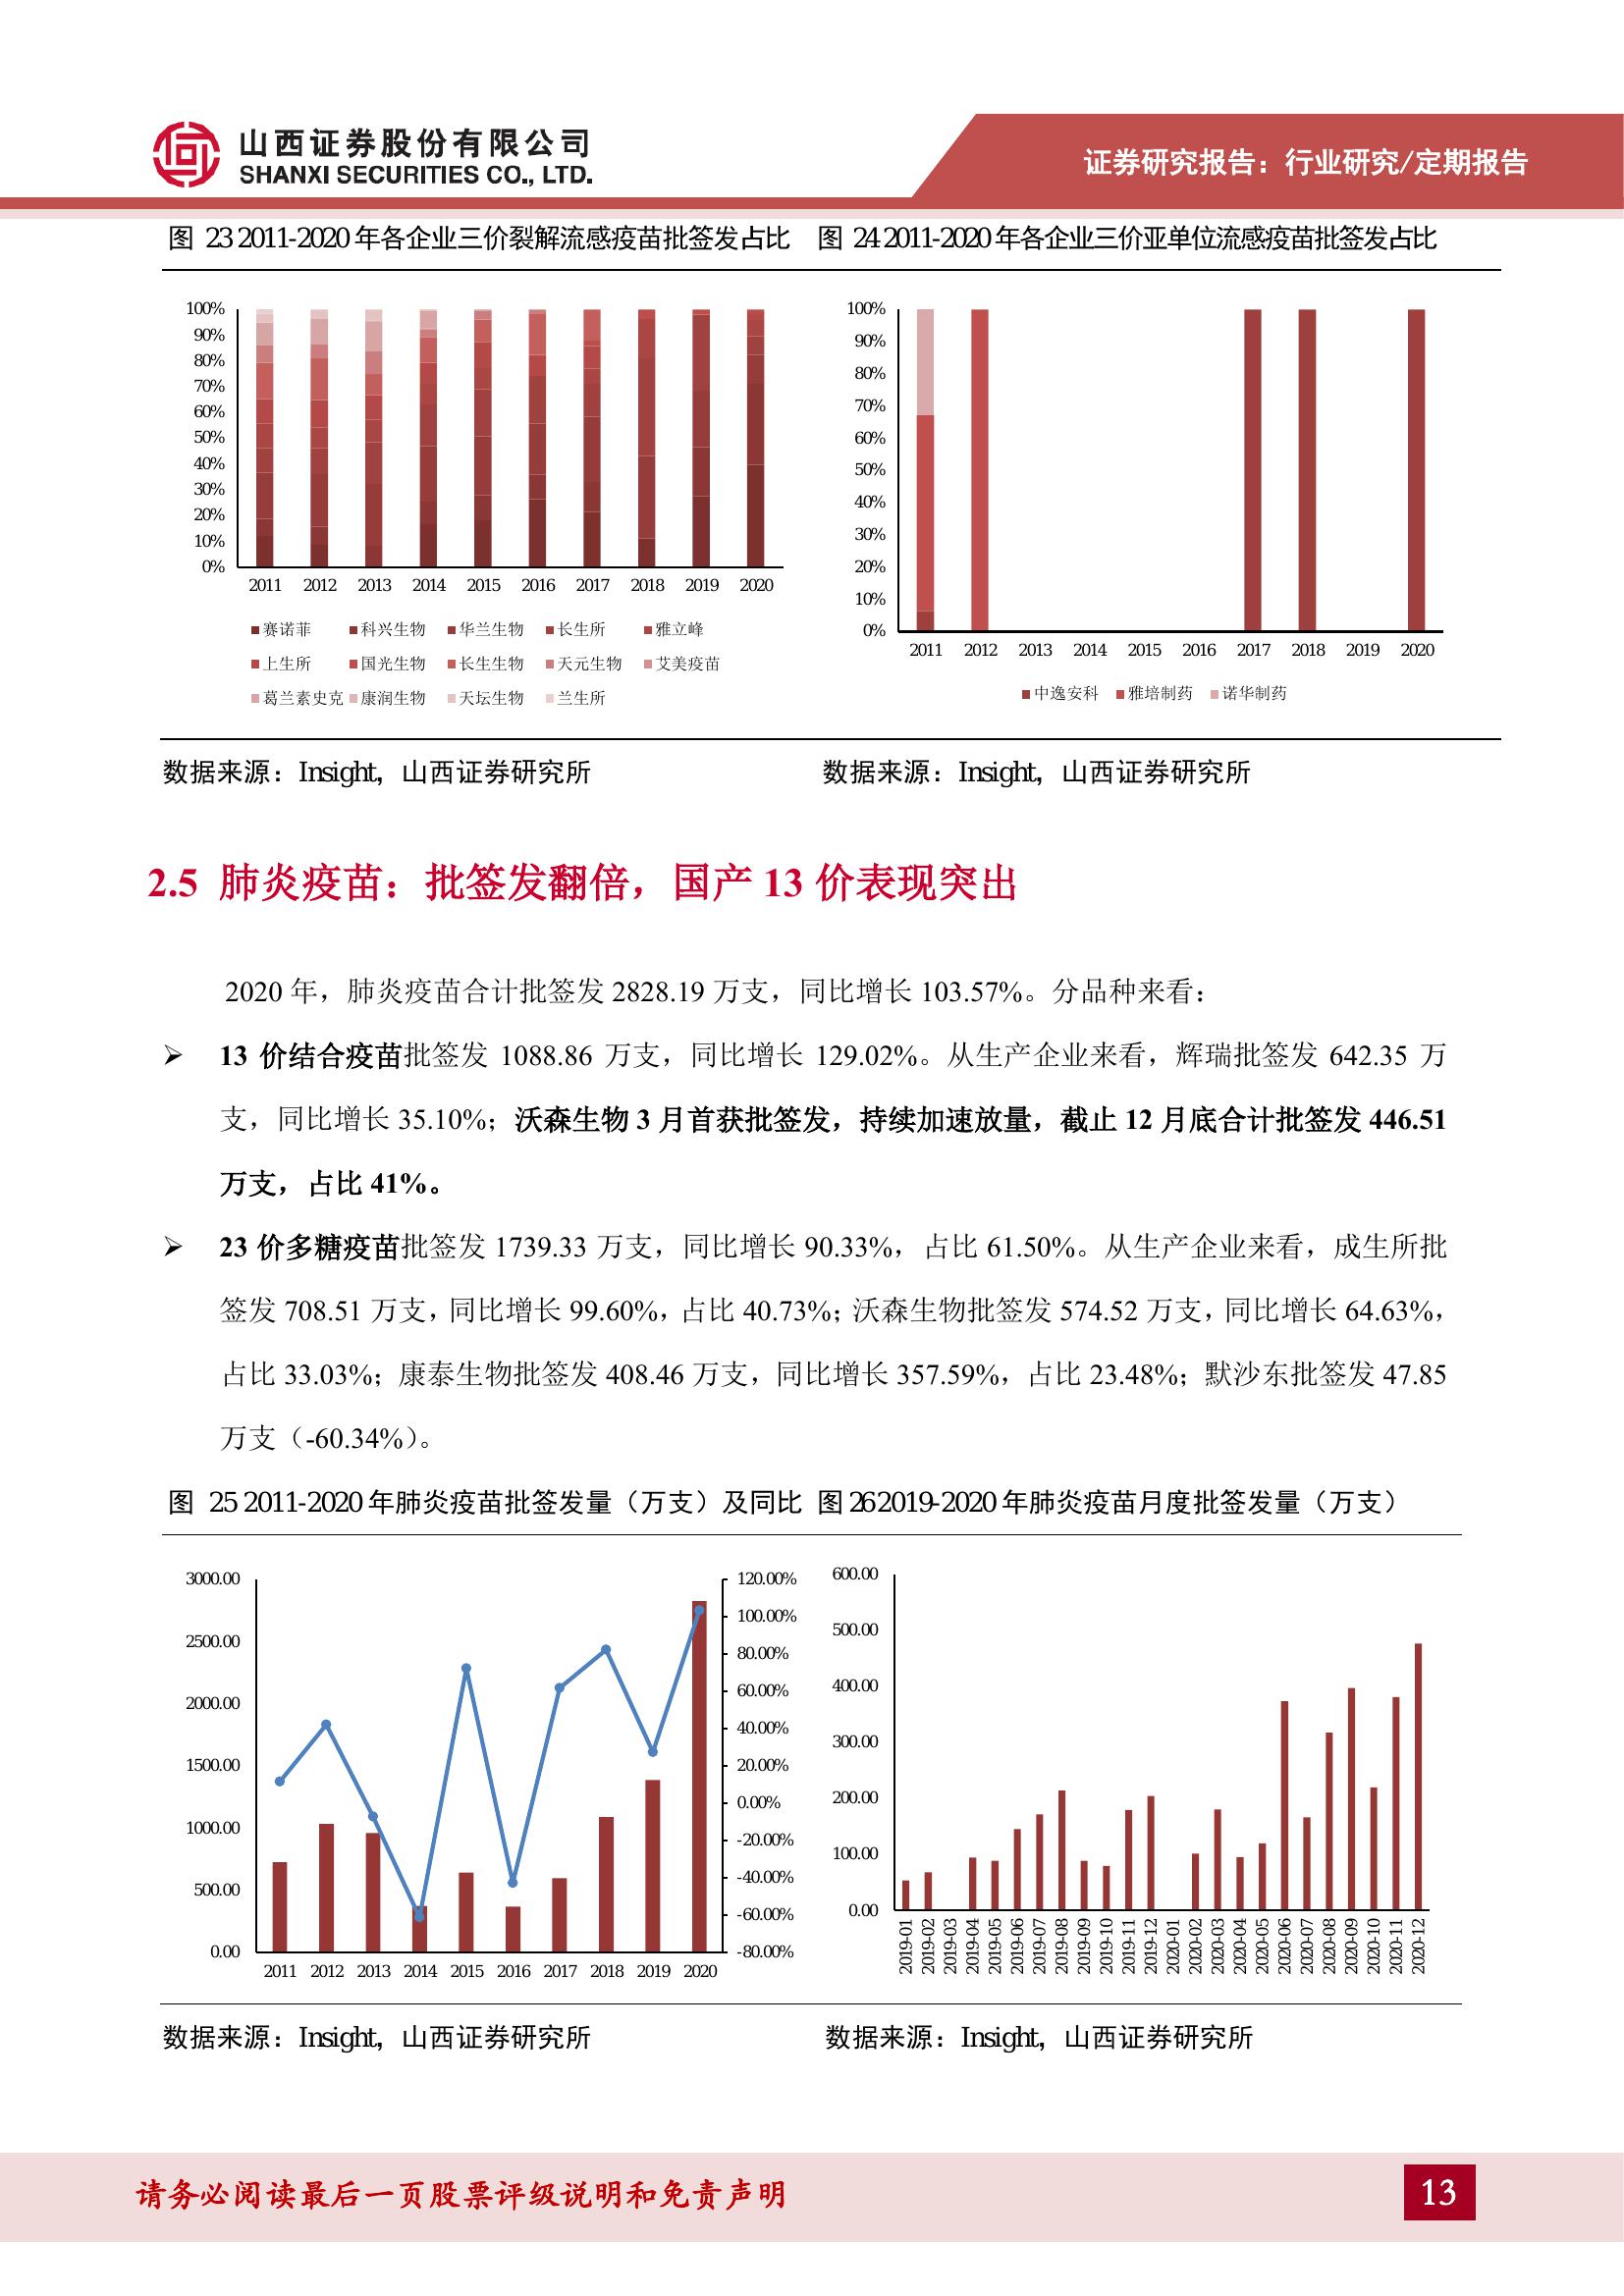 山西证券股份有限公司
SHANXI SECURITIES CO., LTD.
证券研究报告：行业研究/定期报告
图 23 2011-2020 年各企业三价裂解流感疫苗批签发占比
图 24 2011-2020 年各企业三价亚单位流感疫苗批签发占比
100%
90%
80%
70%
60%
50%
40%
30%
20%
10%
0%
2011 2012 2013 2014 2015 2016 2017 2018 2019 2020
赛诺菲 科兴生物 华兰生物 长生所 雅立峰
上生所 国光生物 长生生物 天元生物 艾美疫苗
葛兰素史克 康润生物 天坛生物 兰生所
100%
90%
80%
70%
60%
50%
40%
30%
20%
10%
0%
2011 2012 2013 2014 2015 2016 2017 2018 2019 2020
中逸安科 雅培制药 诺华制药
数据来源：Insight，山西证券研究所
数据来源：Insight，山西证券研究所
2.5 肺炎疫苗：批签发翻倍，国产 13 价表现突出
2020 年，肺炎疫苗合计批签发 2828.19 万支，同比增长 103.57%。分品种来看：
➢ 13 价结合疫苗批签发 1088.86 万支，同比增长 129.02%。从生产企业来看，辉瑞批签发 642.35 万
支，同比增长 35.10%；沃森生物 3 月首获批签发，持续加速放量，截止 12 月底合计批签发 446.51
万支，占比 41%。
➢ 23 价多糖疫苗批签发 1739.33 万支，同比增长 90.33%，占比 61.50%。从生产企业来看，成生所批
签发 708.51 万支，同比增长 99.60%，占比 40.73%；沃森生物批签发 574.52 万支，同比增长 64.63%，
占比 33.03%；康泰生物批签发 408.46 万支，同比增长 357.59%，占比 23.48%；默沙东批签发 47.85
万支（-60.34%）。
图 25 2011-2020 年肺炎疫苗批签发量（万支）及同比
图 26 2019-2020 年肺炎疫苗月度批签发量（万支）
3000.00
2500.00
2000.00
1500.00
1000.00
500.00
0.00
120.00%
100.00%
80.00%
60.00%
40.00%
20.00%
0.00%
-20.00%
-40.00%
-60.00%
-80.00%
2011 2012 2013 2014 2015 2016 2017 2018 2019 2020
600.00
500.00
400.00
300.00
200.00
100.00
0.00
2019-01
2019-02
2019-03
2019-04
2019-05
2019-06
2019-07
2019-08
2019-09
2019-10
2019-11
2019-12
2020-01
2020-02
2020-03
2020-04
2020-05
2020-06
2020-07
2020-08
2020-09
2020-10
2020-11
2020-12
数据来源：Insight，山西证券研究所
数据来源：Insight，山西证券研究所
请务必阅读最后一页股票评级说明和免责声明
13